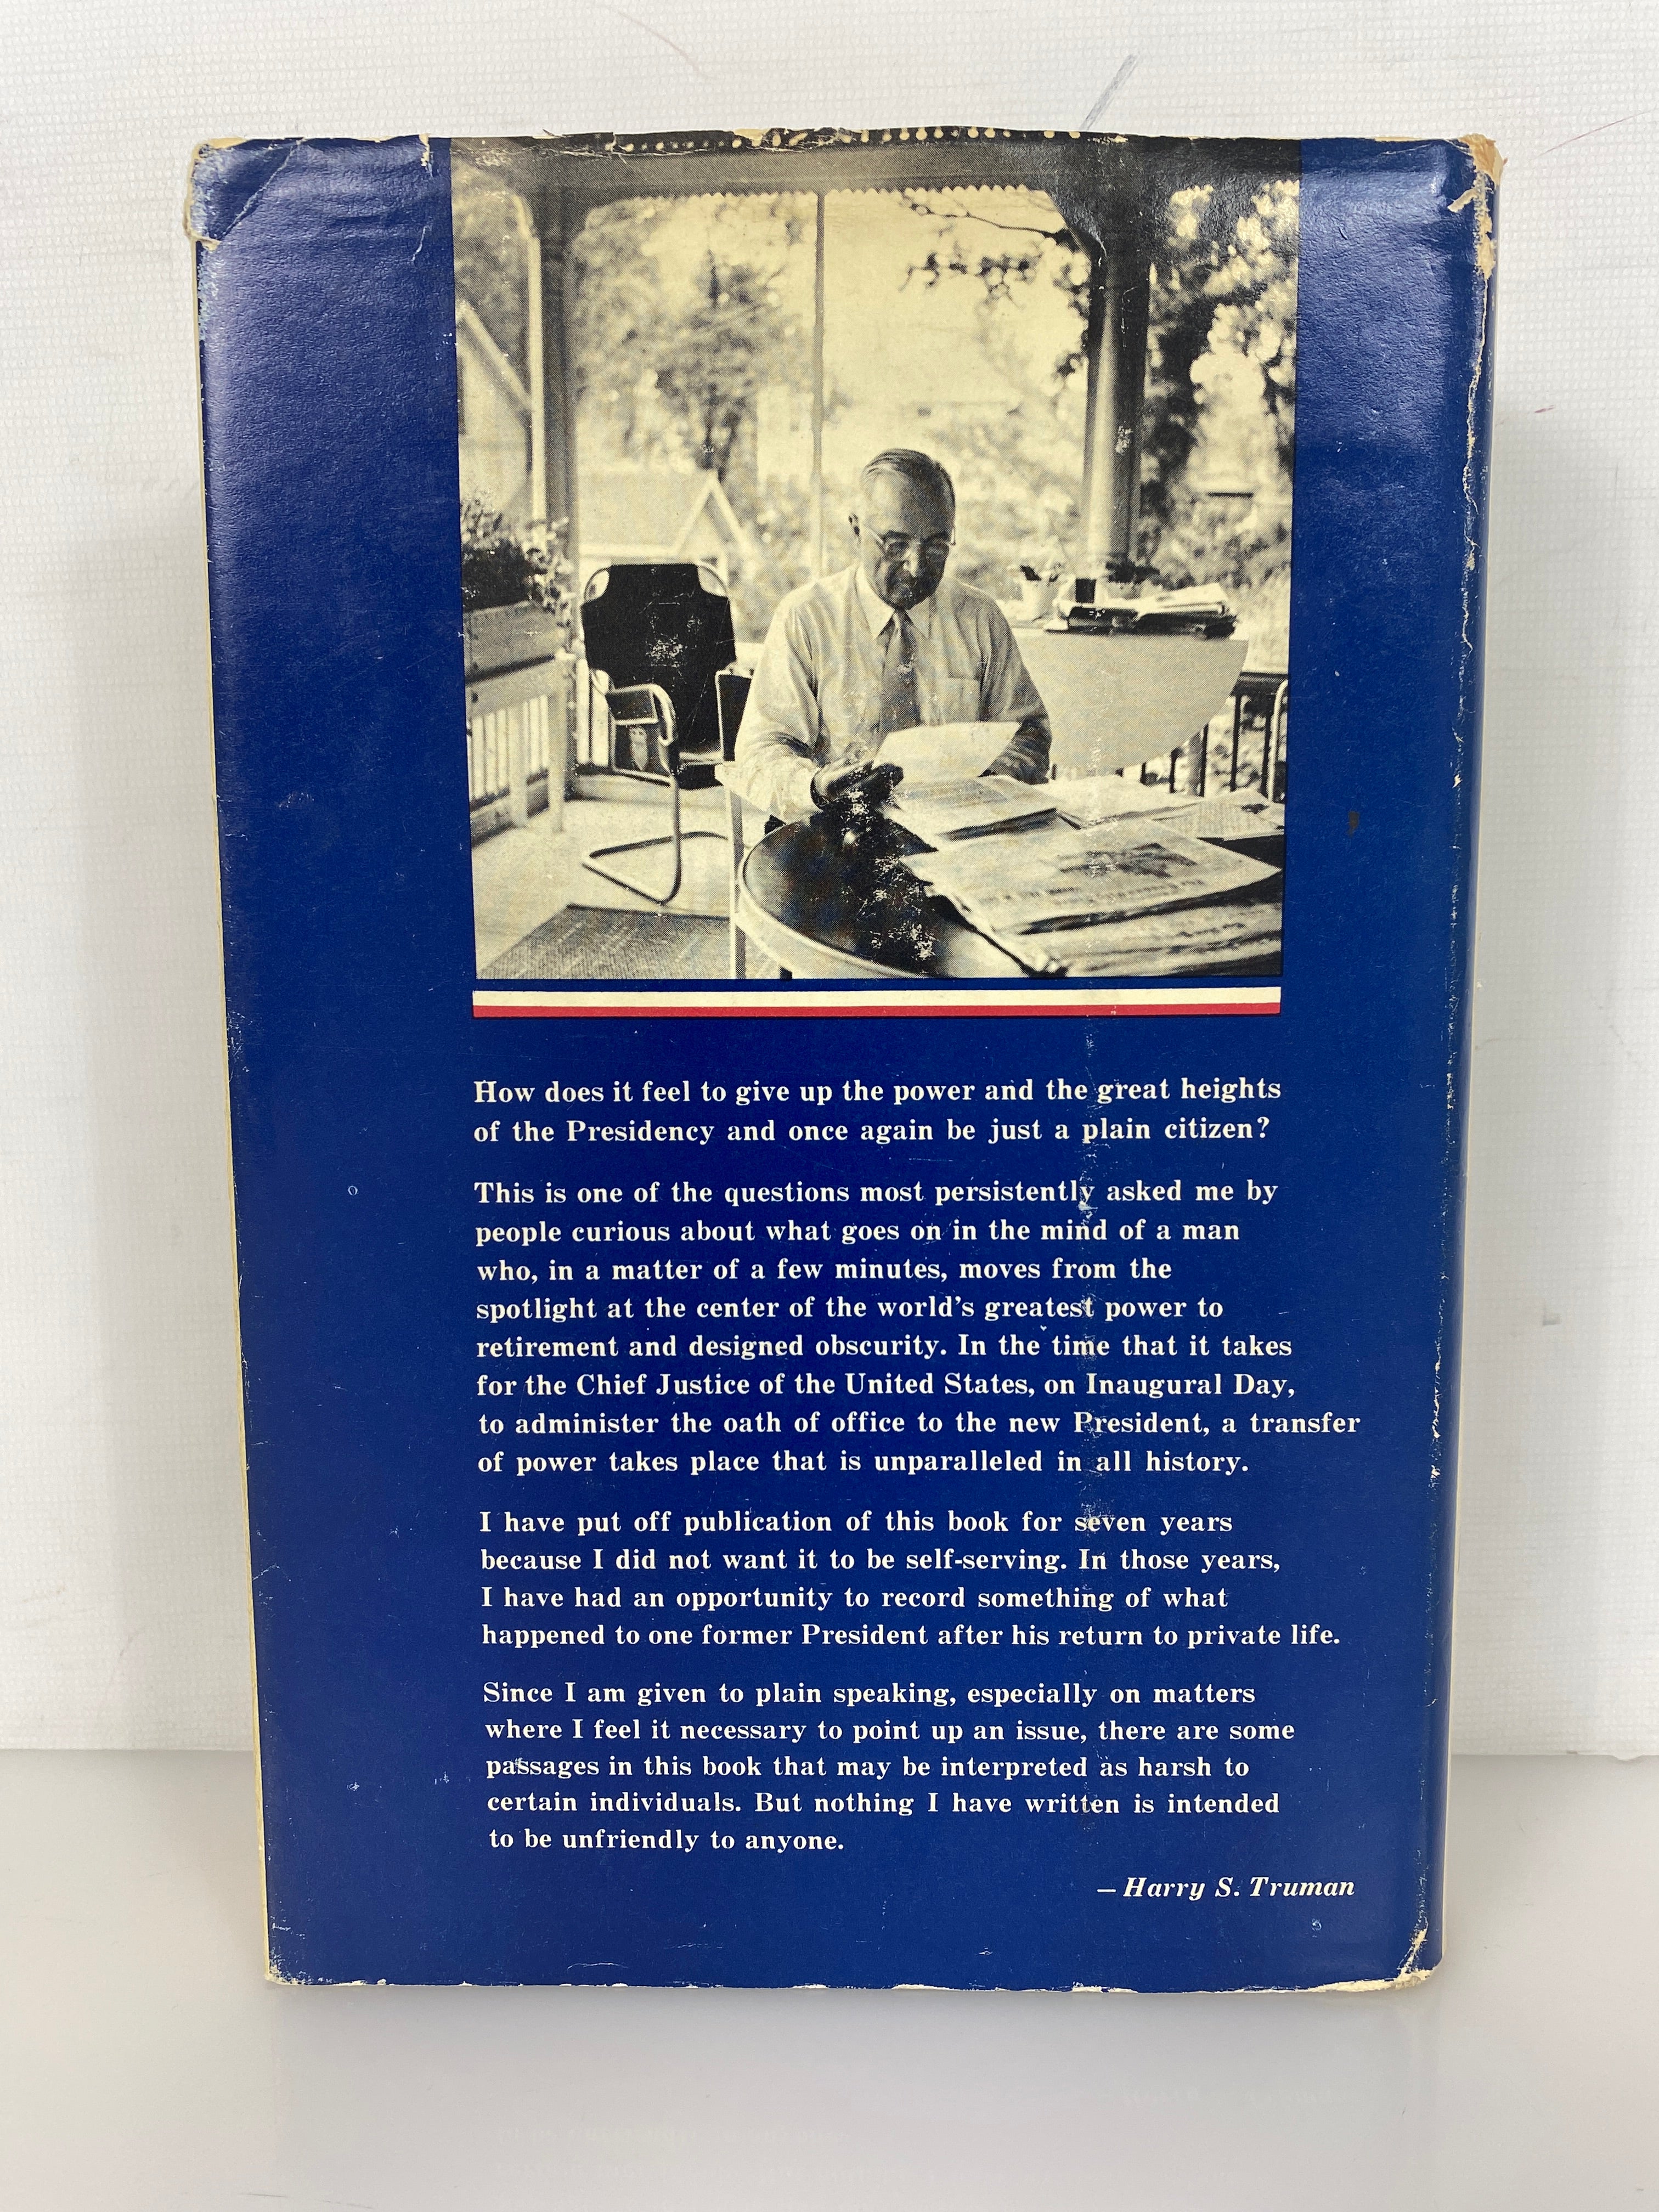 How does it feel to give up the power and the great heights
of the Presidency and once again be just a plain citizen?
This is one of the questions most persistently asked me by
people curious about what goes on in the mind of a man
who, in a matter of a few minutes, moves from the
spotlight at the center of the world's greatest power to
retirement and designed obscurity. In the time that it takes
for the Chief Justice of the United States, on Inaugural Day,
to administer the oath of office to the new President, a transfer
of power takes place that is unparalleled in all history.
I have put off publication of this book for seven years
because I did not want it to be self-serving. In those years,
I have had an opportunity to record something of what
happened to one former President after his return to private life.
Since I am given to plain speaking, especially on matters
where I feel it necessary to point up an issue, there are some
passages in this book that may be interpreted as harsh to
certain individuals. But nothing I have written is intended
to be unfriendly to anyone.
— Harry S. Truman